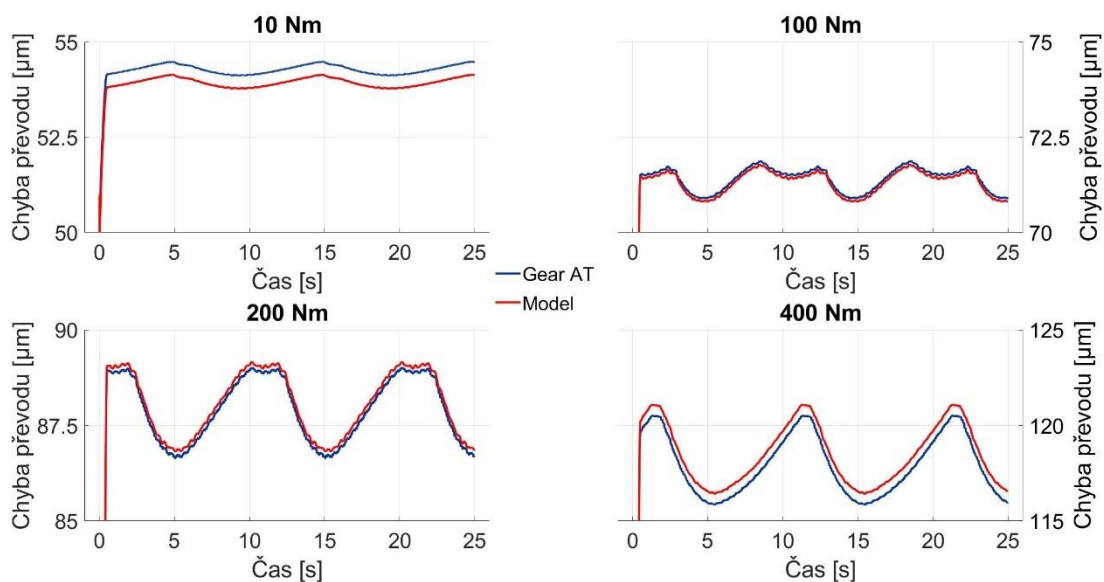 10 Nm
Chyba převodu [µm]
55
52.5
50
0 5 10 15 20 25
Čas [s]
100 Nm
75
72.5
70
Chyba převodu [µm]
0 5 10 15 20 25
Čas [s]
Gear AT
Model
200 Nm
Chyba převodu [µm]
90
87.5
85
0 5 10 15 20 25
Čas [s]
400 Nm
125
120
115
Chyba převodu [µm]
0 5 10 15 20 25
Čas [s]